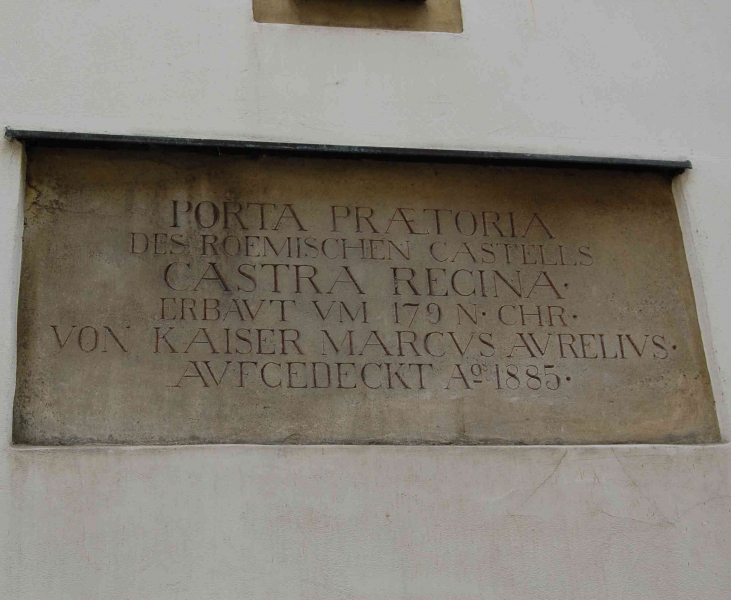 PORTA PRÆTORIA
DES ROEMISCHEN CASTELLS
CASTRA REGINA·
ERBAVT VM 179 N· CHR·
VON KAISER MARCVS AVRELIVS·
AVFGEDECKT Aº 1885·